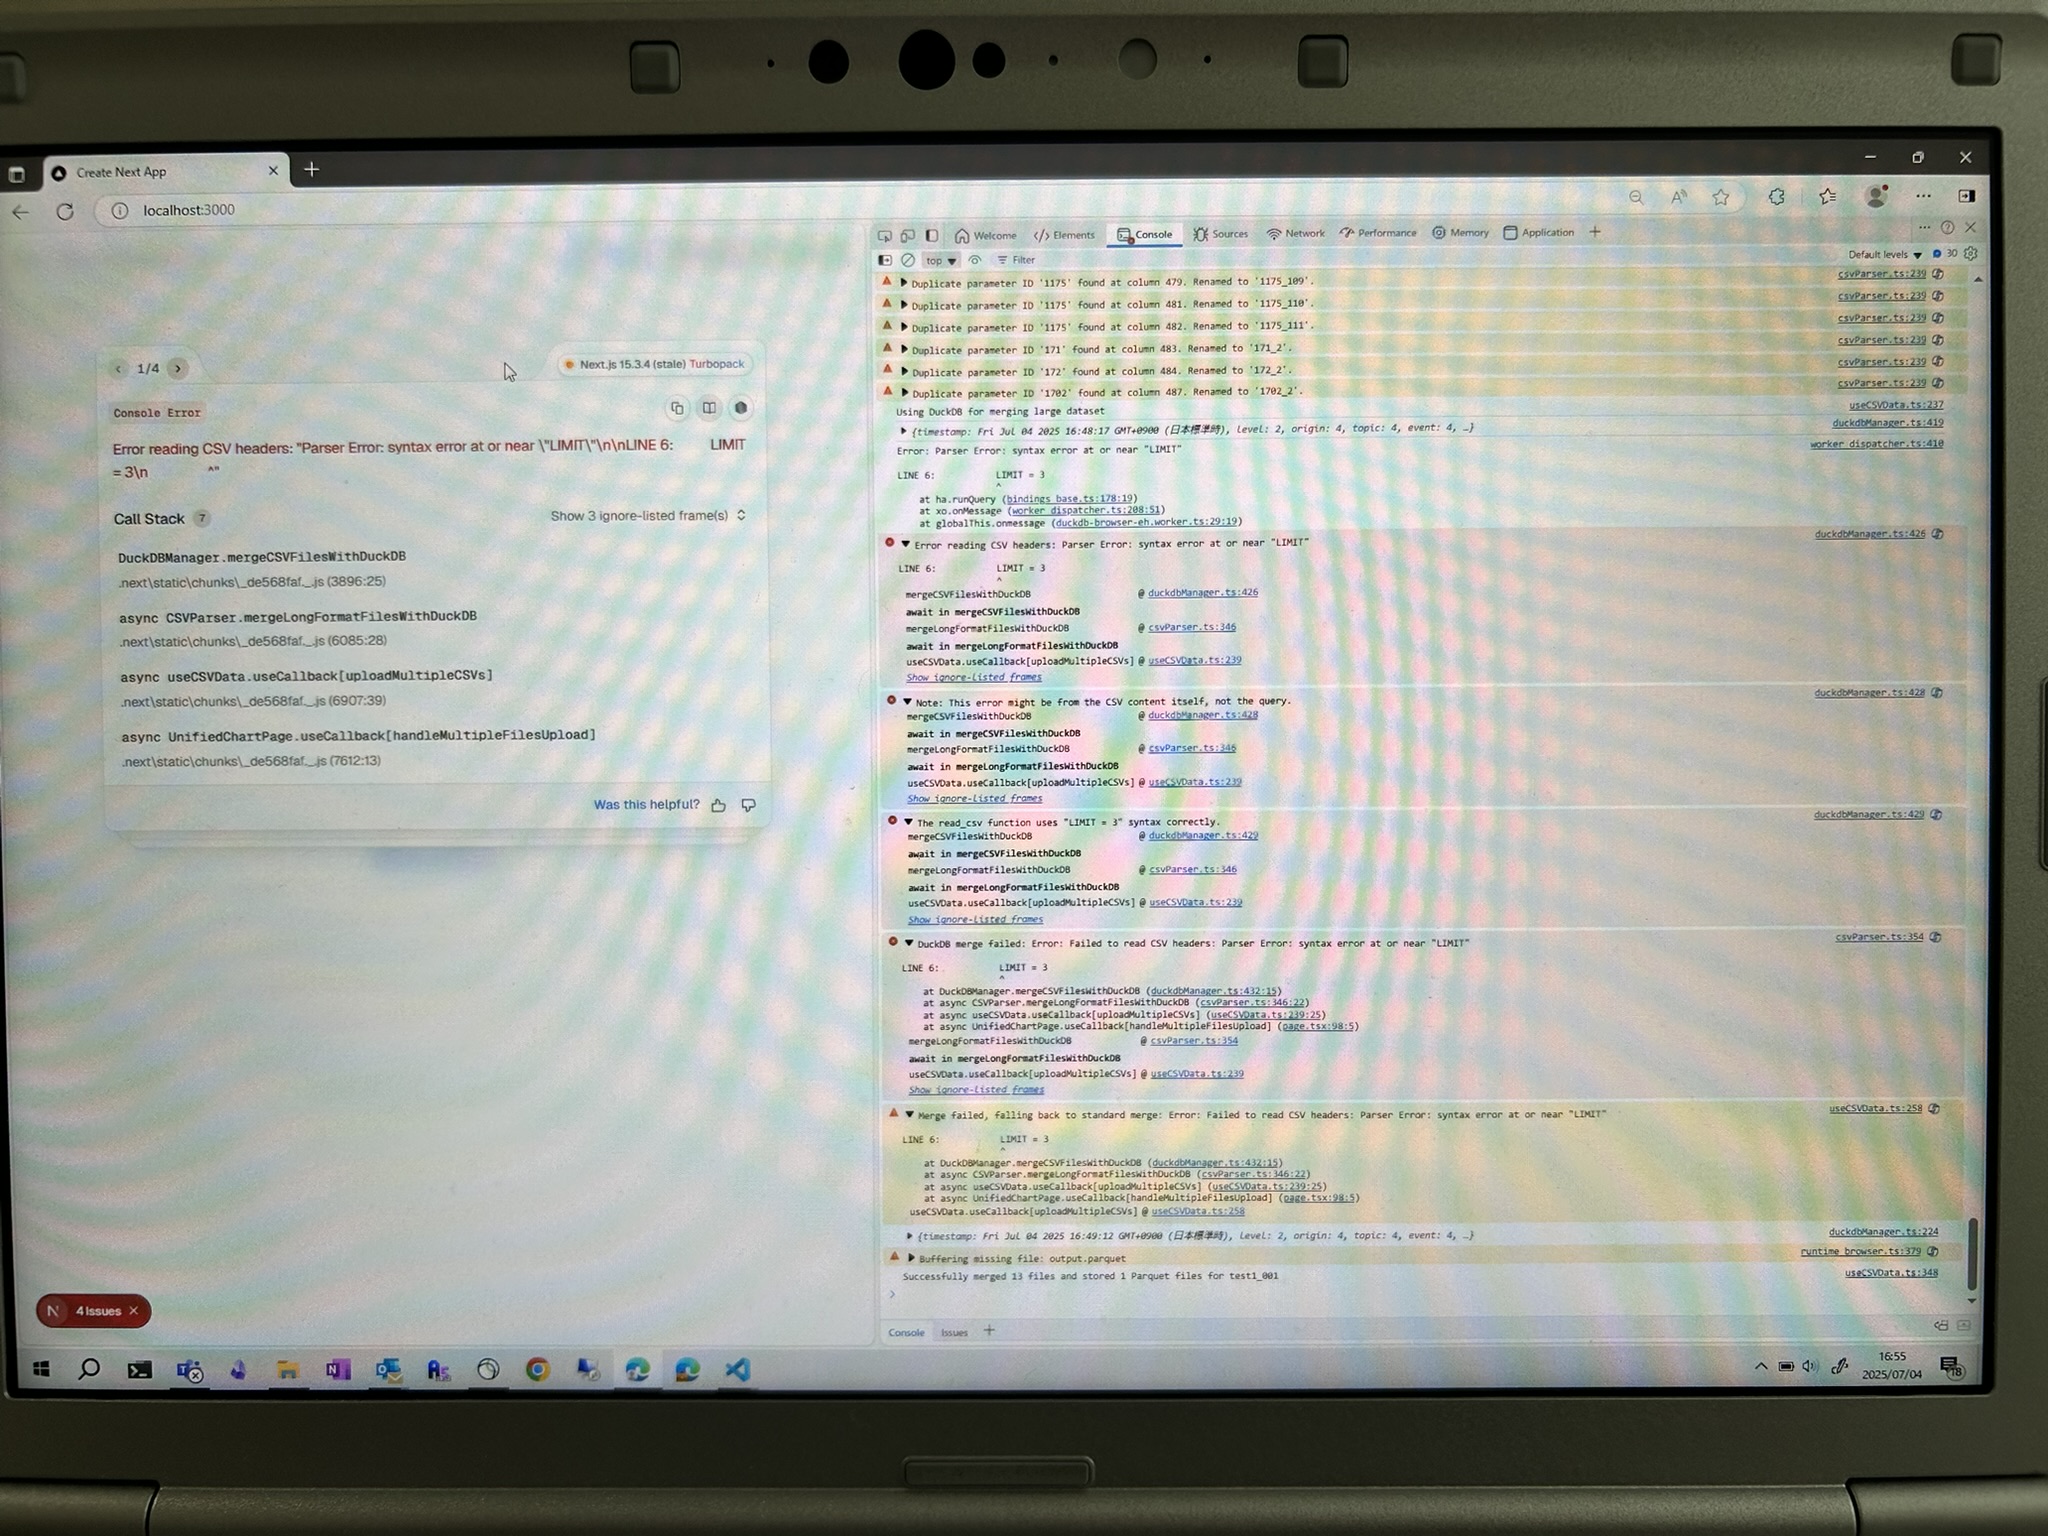 Create Next App
localhost:3000
Welcome
Elements
Console
Sources
Network
Performance
Memory
Application
top
Filter
Default levels
30
1/4
Next.js 15.3.4 (stale) Turbopack
Console Error
Error reading CSV headers: "Parser Error: syntax error at or near \"LIMIT\"\n\nLINE 6: LIMIT
= 3\n ^"
Call Stack 7
Show 3 ignore-listed frame(s)
DuckDBManager.mergeCSVFilesWithDuckDB
.next\static\chunks\_de568faf._.js (3896:25)
async CSVParser.mergeLongFormatFilesWithDuckDB
.next\static\chunks\_de568faf._.js (6085:28)
async useCSVData.useCallback[uploadMultipleCSVs]
.next\static\chunks\_de568faf._.js (6907:39)
async UnifiedChartPage.useCallback[handleMultipleFilesUpload]
.next\static\chunks\_de568faf._.js (7612:13)
Was this helpful?
N 4 Issues
Duplicate parameter ID '1175' found at column 479. Renamed to '1175_109'. csvParser.ts:239
Duplicate parameter ID '1175' found at column 481. Renamed to '1175_110'. csvParser.ts:239
Duplicate parameter ID '1175' found at column 482. Renamed to '1175_111'. csvParser.ts:239
Duplicate parameter ID '171' found at column 483. Renamed to '171_2'. csvParser.ts:239
Duplicate parameter ID '172' found at column 484. Renamed to '172_2'. csvParser.ts:239
Duplicate parameter ID '1702' found at column 487. Renamed to '1702_2'. csvParser.ts:239
Using DuckDB for merging large dataset useCSVData.ts:237
{timestamp: Fri Jul 04 2025 16:48:17 GMT+0900 (日本標準時), level: 2, origin: 4, topic: 4, event: 4, …} duckdbManager.ts:419
Error: Parser Error: syntax error at or near "LIMIT" worker_dispatcher.ts:410
LINE 6: LIMIT = 3
^
at ha.runQuery (bindings_base.ts:178:19)
at xo.onMessage (worker_dispatcher.ts:208:51)
at globalThis.onmessage (duckdb-browser-eh.worker.ts:29:19)
Error reading CSV headers: Parser Error: syntax error at or near "LIMIT" duckdbManager.ts:426
LINE 6: LIMIT = 3
^
mergeCSVFilesWithDuckDB @ duckdbManager.ts:426
await in mergeCSVFilesWithDuckDB
mergeLongFormatFilesWithDuckDB @ csvParser.ts:346
await in mergeLongFormatFilesWithDuckDB
useCSVData.useCallback[uploadMultipleCSVs] @ useCSVData.ts:239
Show ignore-listed frames
Note: This error might be from the CSV content itself, not the query. duckdbManager.ts:428
mergeCSVFilesWithDuckDB @ duckdbManager.ts:428
await in mergeCSVFilesWithDuckDB
mergeLongFormatFilesWithDuckDB @ csvParser.ts:346
await in mergeLongFormatFilesWithDuckDB
useCSVData.useCallback[uploadMultipleCSVs] @ useCSVData.ts:239
Show ignore-listed frames
The read_csv function uses "LIMIT = 3" syntax correctly. duckdbManager.ts:429
mergeCSVFilesWithDuckDB @ duckdbManager.ts:429
await in mergeCSVFilesWithDuckDB
mergeLongFormatFilesWithDuckDB @ csvParser.ts:346
await in mergeLongFormatFilesWithDuckDB
useCSVData.useCallback[uploadMultipleCSVs] @ useCSVData.ts:239
Show ignore-listed frames
DuckDB merge failed: Error: Failed to read CSV headers: Parser Error: syntax error at or near "LIMIT" csvParser.ts:354
LINE 6: LIMIT = 3
^
at DuckDBManager.mergeCSVFilesWithDuckDB (duckdbManager.ts:432:15)
at async CSVParser.mergeLongFormatFilesWithDuckDB (csvParser.ts:346:22)
at async useCSVData.useCallback[uploadMultipleCSVs] (useCSVData.ts:239:25)
at async UnifiedChartPage.useCallback[handleMultipleFilesUpload] (page.tsx:98:5)
mergeLongFormatFilesWithDuckDB @ csvParser.ts:354
await in mergeLongFormatFilesWithDuckDB
useCSVData.useCallback[uploadMultipleCSVs] @ useCSVData.ts:239
Show ignore-listed frames
Merge failed, falling back to standard merge: Error: Failed to read CSV headers: Parser Error: syntax error at or near "LIMIT" useCSVData.ts:258
LINE 6: LIMIT = 3
^
at DuckDBManager.mergeCSVFilesWithDuckDB (duckdbManager.ts:432:15)
at async CSVParser.mergeLongFormatFilesWithDuckDB (csvParser.ts:346:22)
at async useCSVData.useCallback[uploadMultipleCSVs] (useCSVData.ts:239:25)
at async UnifiedChartPage.useCallback[handleMultipleFilesUpload] (page.tsx:98:5)
useCSVData.useCallback[uploadMultipleCSVs] @ useCSVData.ts:258
{timestamp: Fri Jul 04 2025 16:49:12 GMT+0900 (日本標準時), level: 2, origin: 4, topic: 4, event: 4, …} duckdbManager.ts:224
Buffering missing file: output.parquet runtime_browser.ts:379
Successfully merged 13 files and stored 1 Parquet files for test1_001 useCSVData.ts:348
Console
Issues
16:55
2025/07/04
18